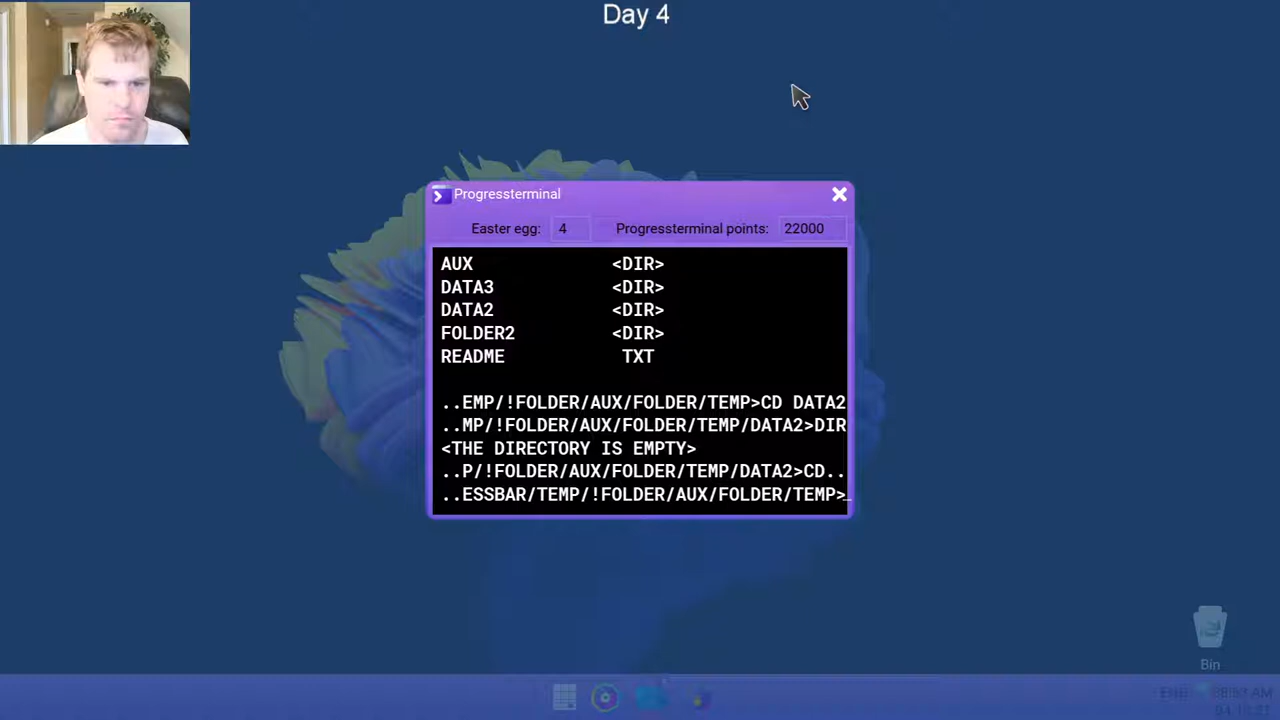 Day 4
Progressterminal
Easter egg: 4 Progressterminal points: 22000
AUX <DIR>
DATA3 <DIR>
DATA2 <DIR>
FOLDER2 <DIR>
README TXT
..EMP/!FOLDER/AUX/FOLDER/TEMP>CD DATA2
..MP/!FOLDER/AUX/FOLDER/TEMP/DATA2>DIR
<THE DIRECTORY IS EMPTY>
..P/!FOLDER/AUX/FOLDER/TEMP/DATA2>CD..
..ESSBAR/TEMP/!FOLDER/AUX/FOLDER/TEMP>_
Bin
AM